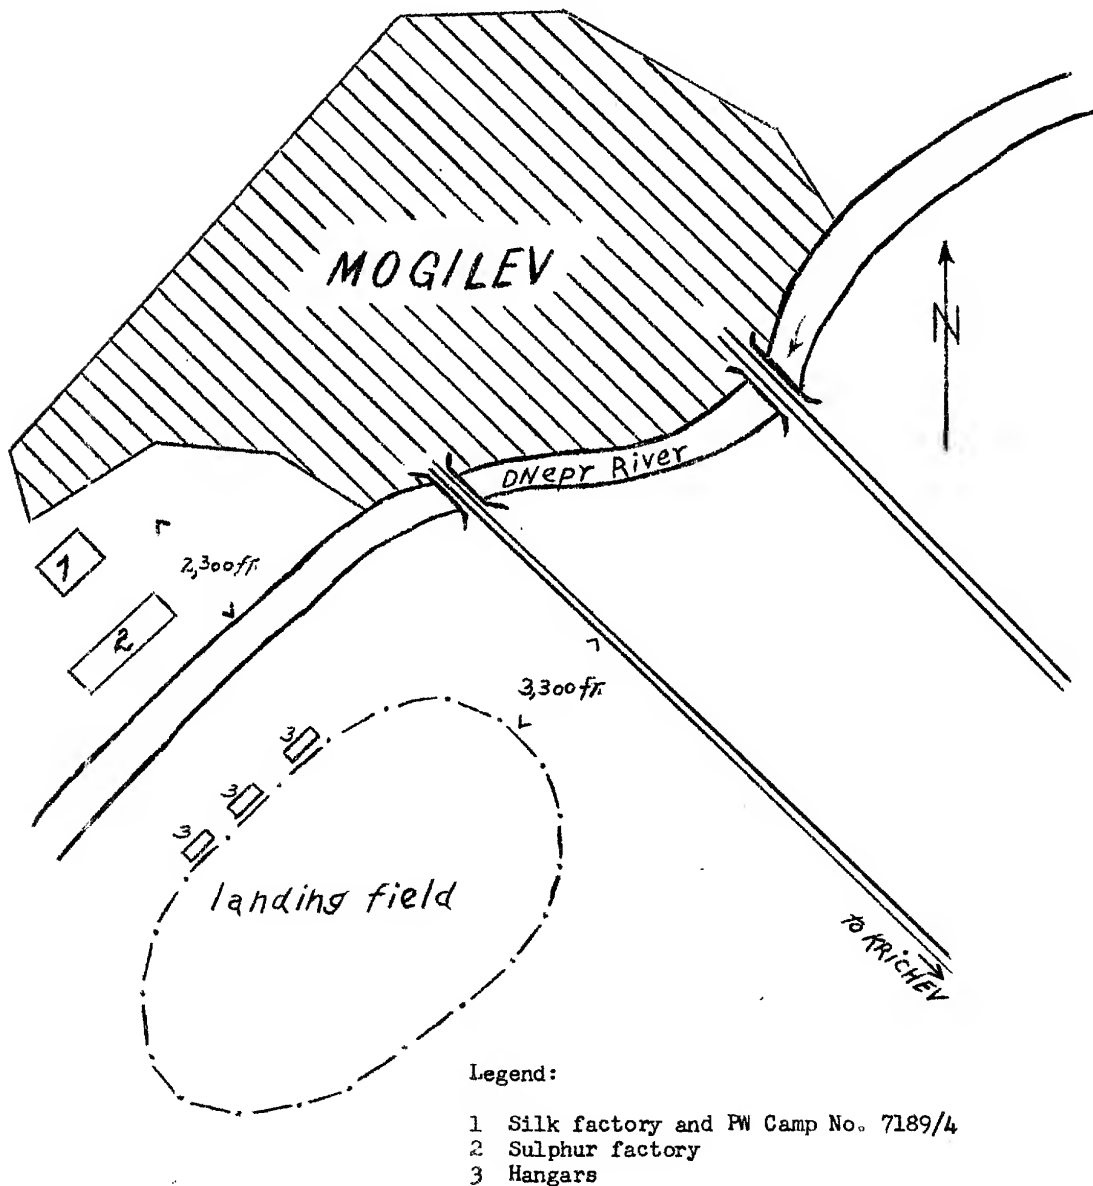 MOGILEV
N
DNepr River
1
2,300 ft.
2
3,300 ft.
3
3
3
landing field
to KRICHEV
Legend:
1 Silk factory and PW Camp No. 7189/4
2 Sulphur factory
3 Hangars